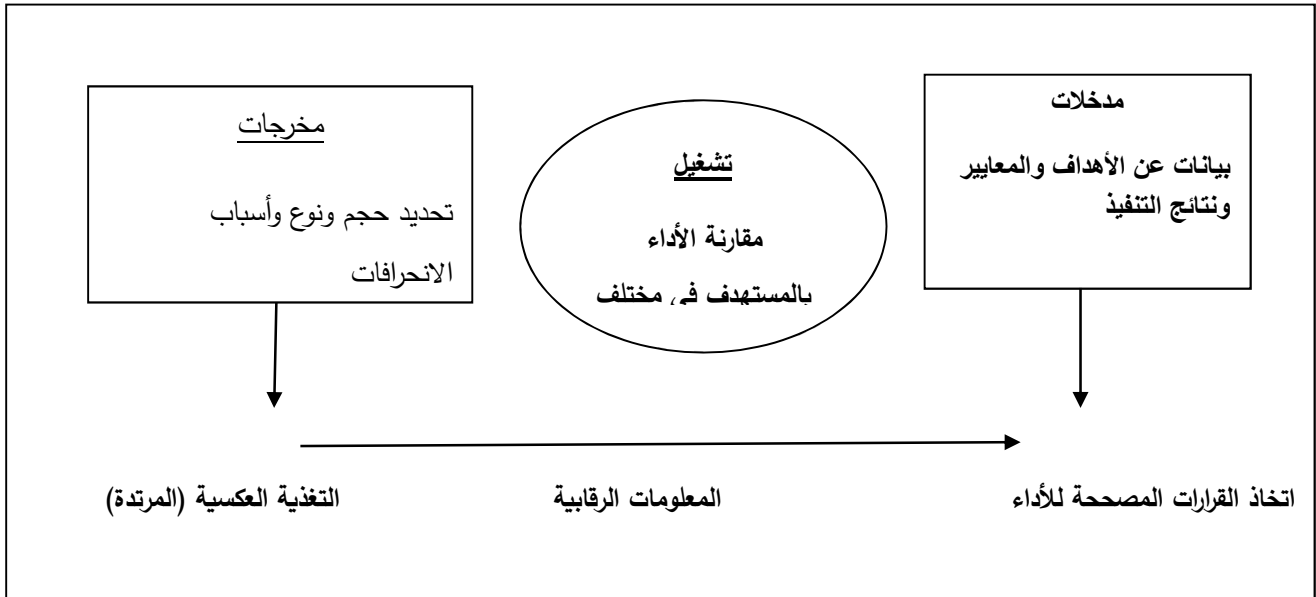 مدخلات
بيانات عن الأهداف والمعايير
ونتائج التنفيذ
تشغيل
مقارنة الأداء
بالمستهدف في مختلف
مخرجات
تحديد حجم ونوع وأسباب
الانحرافات
اتخاذ القرارات المصححة للأداء
المعلومات الرقابية
التغذية العكسية (المرتدة)